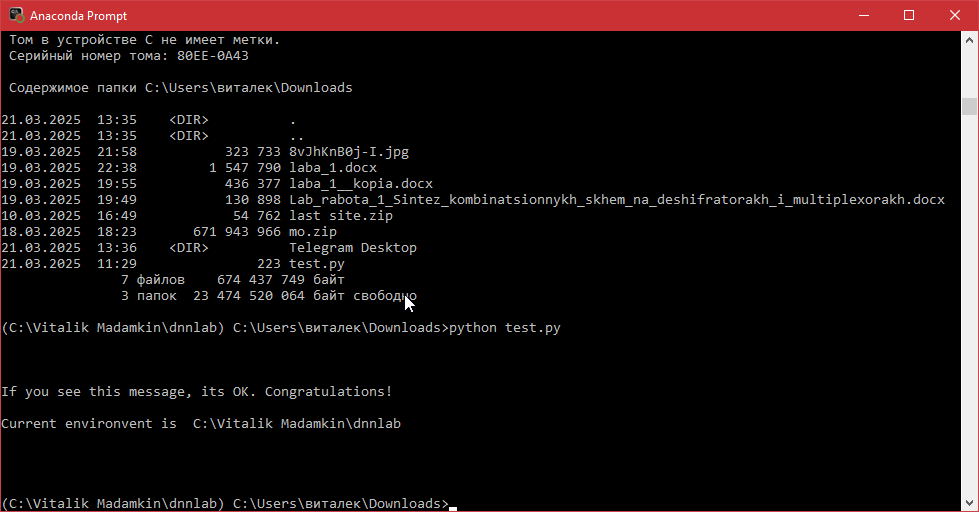 Anaconda Prompt
Том в устройстве C не имеет метки.
Серийный номер тома: 80EE-0A43
Содержимое папки C:\Users\виталек\Downloads
21.03.2025  13:35    <DIR>          .
21.03.2025  13:35    <DIR>          ..
19.03.2025  21:58           323 733 8vJhKnB0j-I.jpg
19.03.2025  22:38         1 547 790 laba_1.docx
19.03.2025  19:55           436 377 laba_1__kopia.docx
19.03.2025  19:49           130 898 Lab_rabota_1_Sintez_kombinatsionnykh_skhem_na_deshifratorakh_i_multiplexorakh.docx
10.03.2025  16:49            54 762 last site.zip
18.03.2025  18:23       671 943 966 mo.zip
21.03.2025  13:36    <DIR>          Telegram Desktop
21.03.2025  11:29               223 test.py
7 файлов    674 437 749 байт
3 папок  23 474 520 064 байт свободно
(C:\Vitalik Madamkin\dnnlab) C:\Users\виталек\Downloads>python test.py
If you see this message, its OK. Congratulations!
Current environvent is  C:\Vitalik Madamkin\dnnlab
(C:\Vitalik Madamkin\dnnlab) C:\Users\виталек\Downloads>